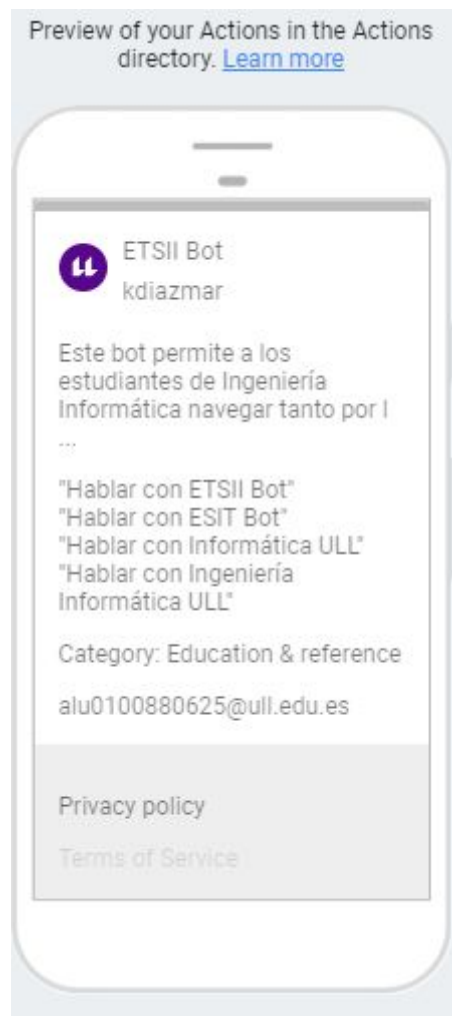 Preview of your Actions in the Actions
directory. Learn more
ETSII Bot
kdiazmar
Este bot permite a los
estudiantes de Ingeniería
Informática navegar tanto por l
...
"Hablar con ETSII Bot"
"Hablar con ESIT Bot"
"Hablar con Informática ULL"
"Hablar con Ingeniería
Informática ULL"
Category: Education & reference
alu0100880625@ull.edu.es
Privacy policy
Terms of Service